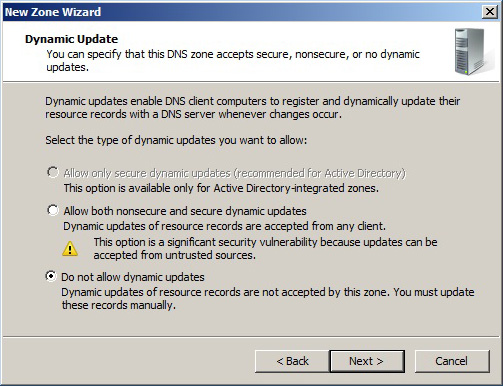 New Zone Wizard
Dynamic Update
You can specify that this DNS zone accepts secure, nonsecure, or no dynamic
updates.
Dynamic updates enable DNS client computers to register and dynamically update their
resource records with a DNS server whenever changes occur.
Select the type of dynamic updates you want to allow:
Allow only secure dynamic updates (recommended for Active Directory)
This option is available only for Active Directory-integrated zones.
Allow both nonsecure and secure dynamic updates
Dynamic updates of resource records are accepted from any client.
This option is a significant security vulnerability because updates can be
accepted from untrusted sources.
Do not allow dynamic updates
Dynamic updates of resource records are not accepted by this zone. You must update
these records manually.
< Back Next > Cancel